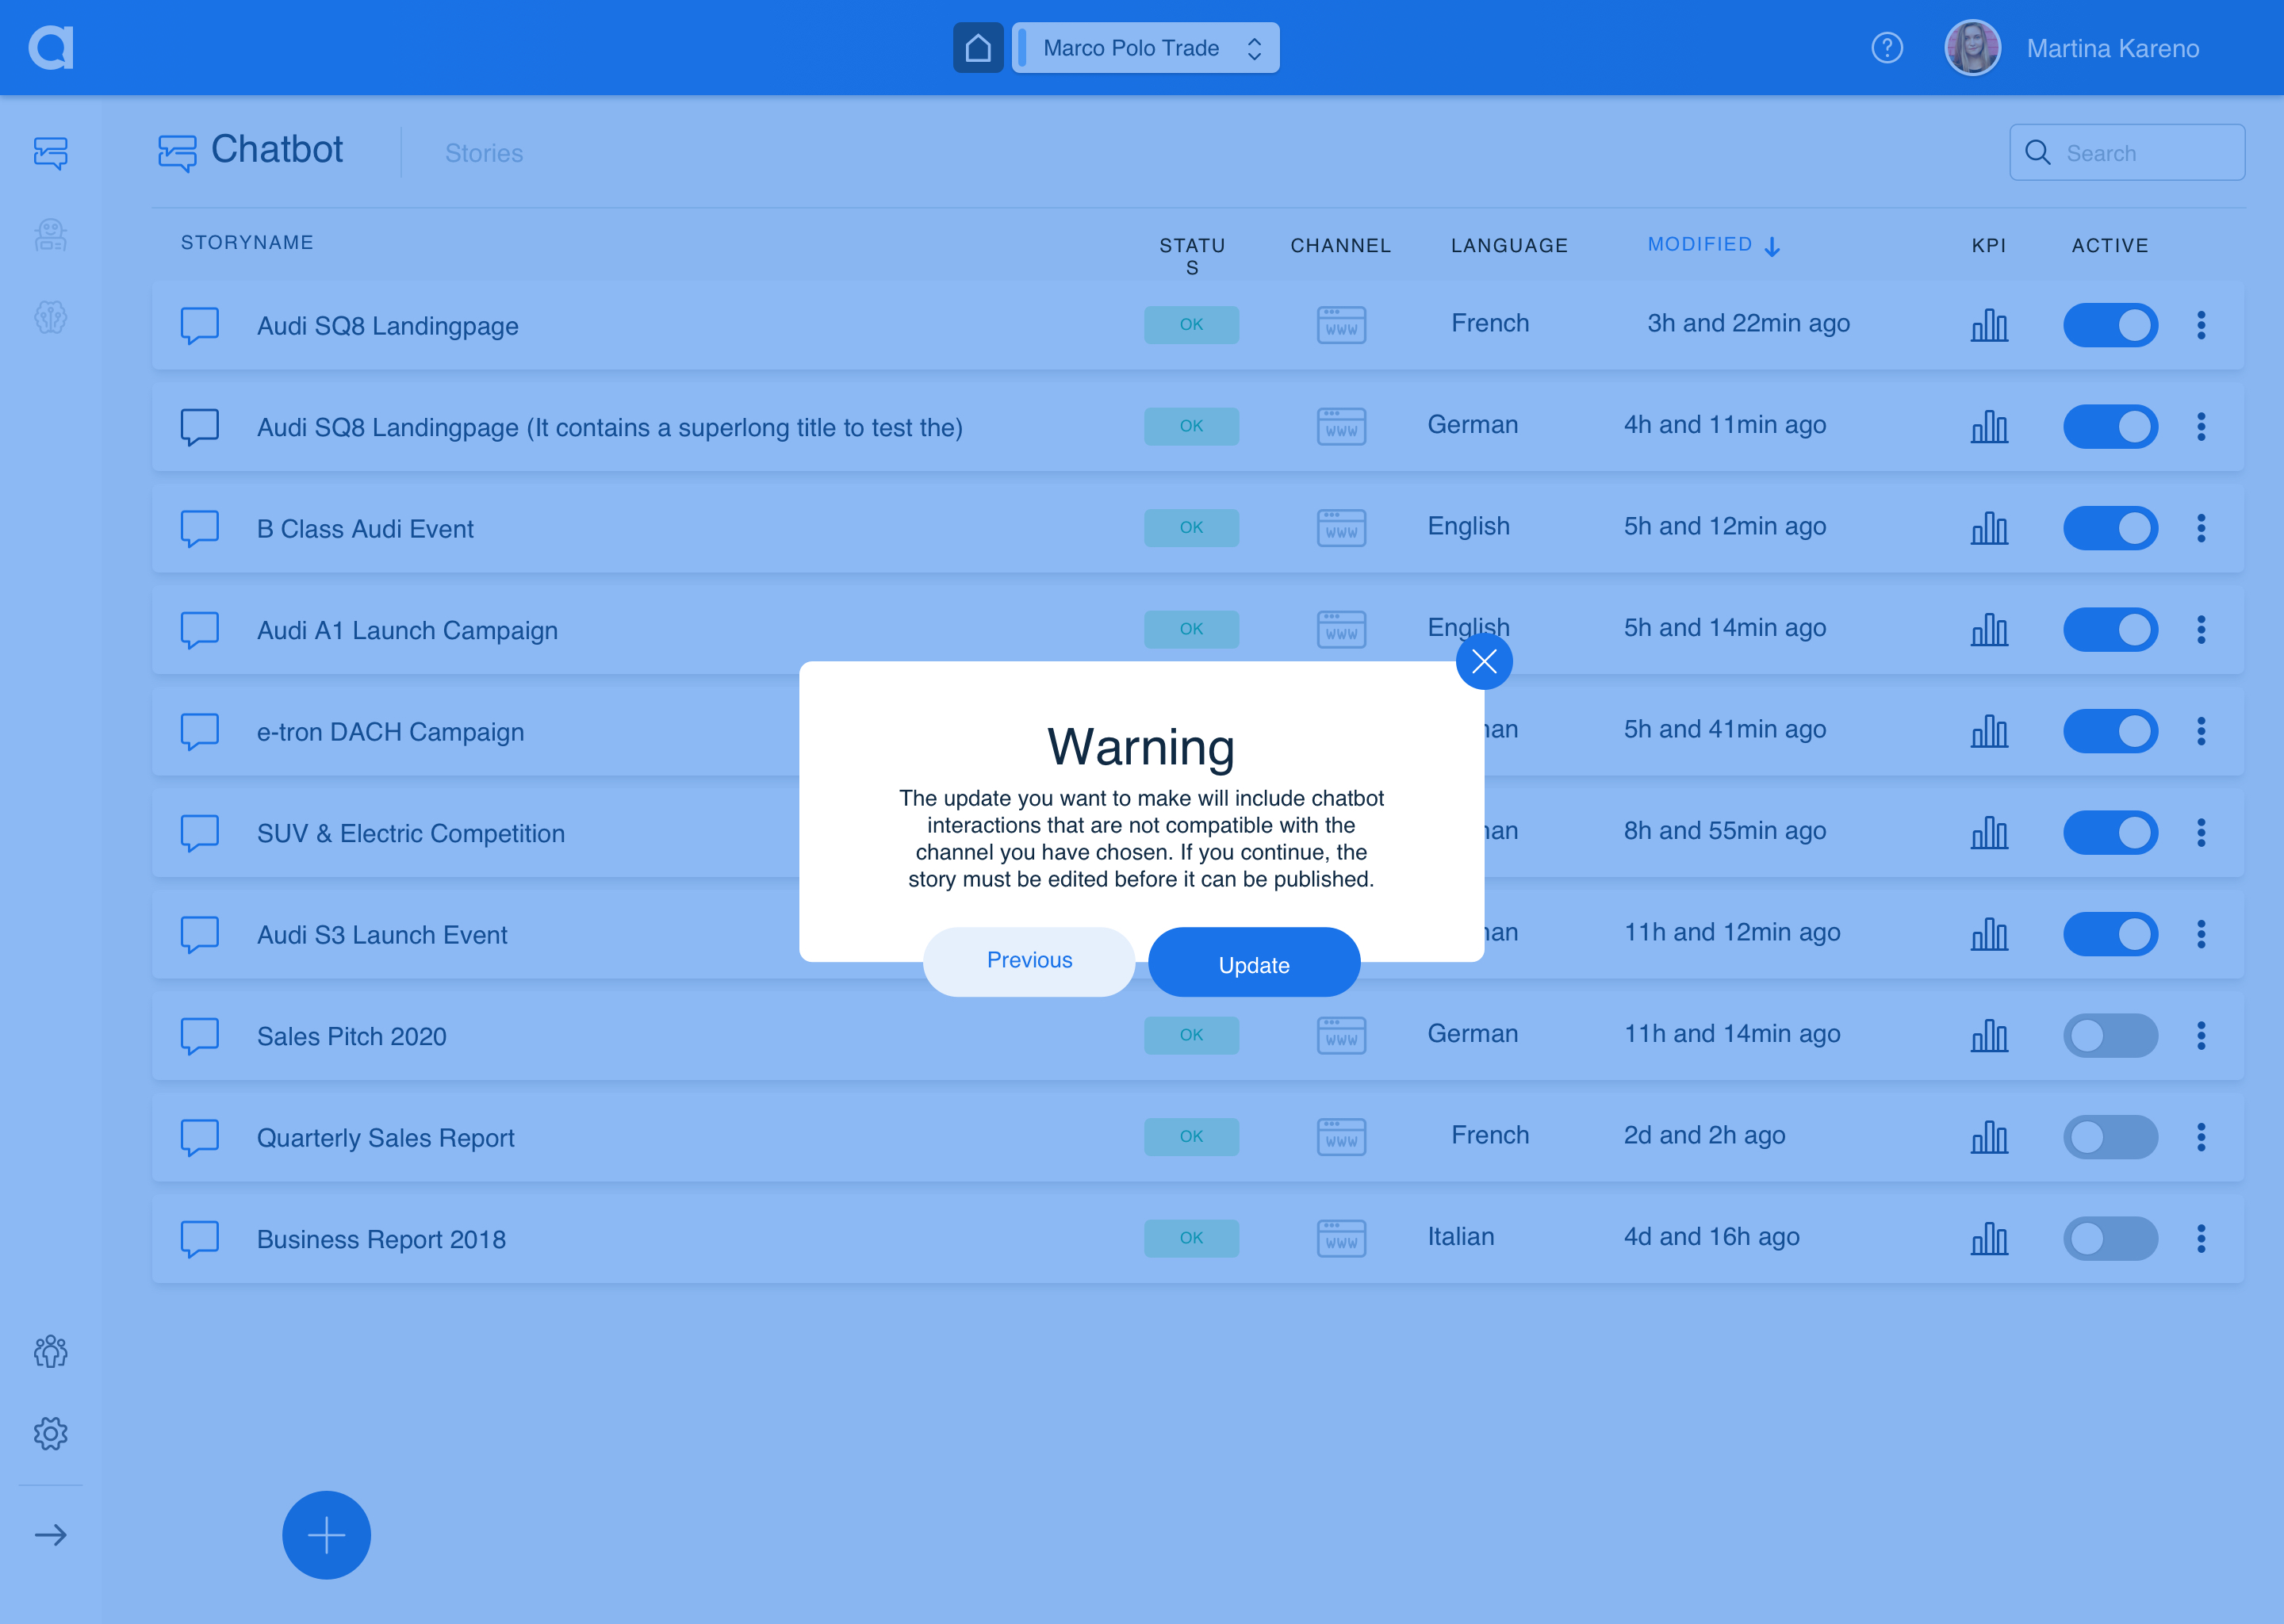 Marco Polo Trade
?
Martina Kareno
Chatbot
Stories
Search
STORYNAME
STATU
S
CHANNEL
LANGUAGE
MODIFIED
KPI
ACTIVE
Audi SQ8 Landingpage
OK
WWW
French
3h and 22min ago
Audi SQ8 Landingpage (It contains a superlong title to test the)
OK
WWW
German
4h and 11min ago
B Class Audi Event
OK
WWW
English
5h and 12min ago
Audi A1 Launch Campaign
OK
WWW
English
5h and 14min ago
e-tron DACH Campaign
5h and 41min ago
SUV & Electric Competition
8h and 55min ago
Audi S3 Launch Event
11h and 12min ago
Warning
The update you want to make will include chatbot
interactions that are not compatible with the
channel you have chosen. If you continue, the
story must be edited before it can be published.
Previous
Update
Sales Pitch 2020
OK
WWW
German
11h and 14min ago
Quarterly Sales Report
OK
WWW
French
2d and 2h ago
Business Report 2018
OK
WWW
Italian
4d and 16h ago